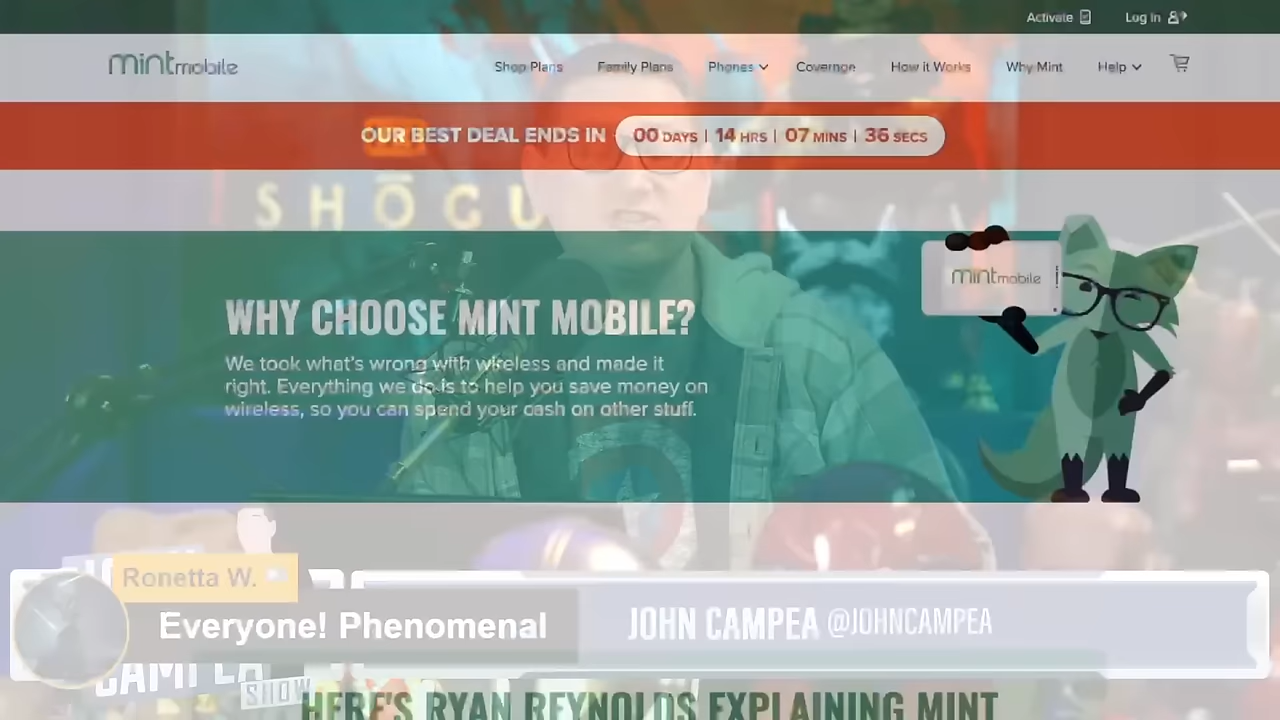 Activate Log In
mintmobile Shop Plans Family Plans Phones Coverage How it Works Why Mint Help
OUR BEST DEAL ENDS IN 00 DAYS | 14 HRS | 07 MINS | 36 SECS
SHŌGU
mintmobile
WHY CHOOSE MINT MOBILE?
We took what's wrong with wireless and made it
right. Everything we do is to help you save money on
wireless, so you can spend your cash on other stuff.
Ronetta W.
Everyone! Phenomenal
JOHN CAMPEA @JOHNCAMPEA
CAMPEA
SHOW
HERE'S RYAN REYNOLDS EXPLAINING MINT